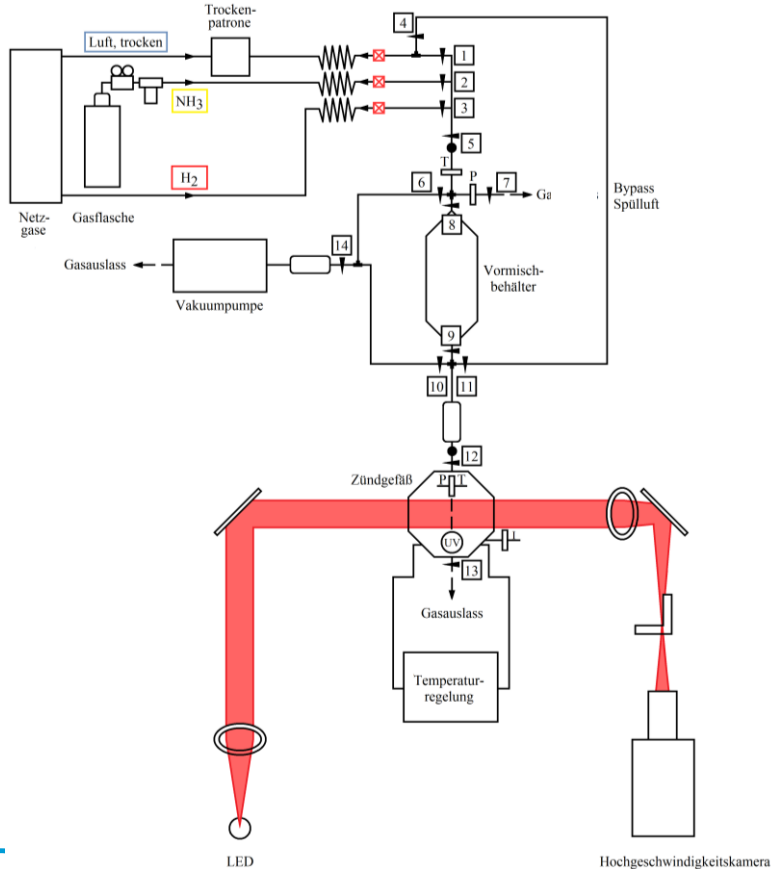 Trocken-
patrone
4
Luft, trocken
1
NH3
2
3
5
T
P
H2
6
7
Netz-
gase
Gasflasche
Bypass
Spülluft
8
14
Gasauslass
Vormisch-
behälter
Vakuumpumpe
9
10
11
12
Zündgefäß
P
T
UV
13
Gasauslass
Temperatur-
regelung
LED
Hochgeschwindigkeitskamera